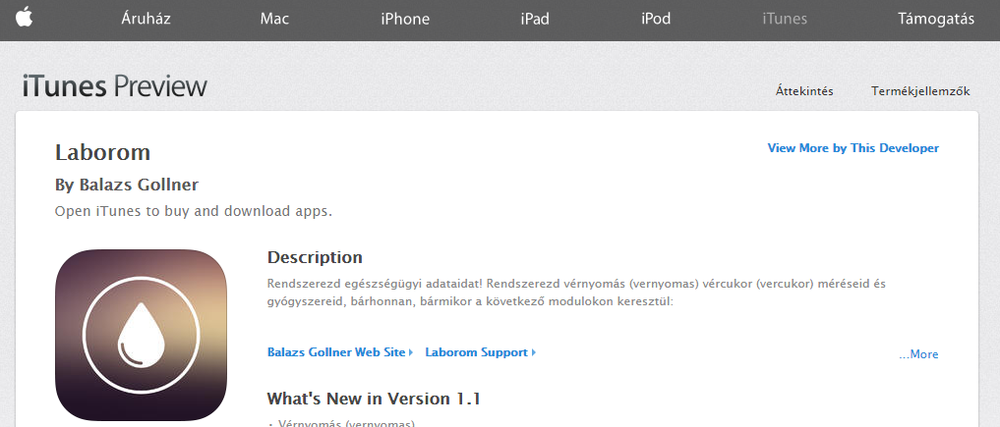 Áruház Mac iPhone iPad iPod iTunes Támogatás
iTunes Preview
Áttekintés Termékjellemzők
Laborom
View More by This Developer
By Balazs Gollner
Open iTunes to buy and download apps.
Description
Rendszerezd egészségügyi adataidat! Rendszerezd vérnyomás (vernyomas) vércukor (vercukor) méréseid és
gyógyszereid, bárhonnan, bármikor a következő modulokon keresztül:
Balazs Gollner Web Site Laborom Support
...More
What's New in Version 1.1
- Vérnyomás (vernyomas)